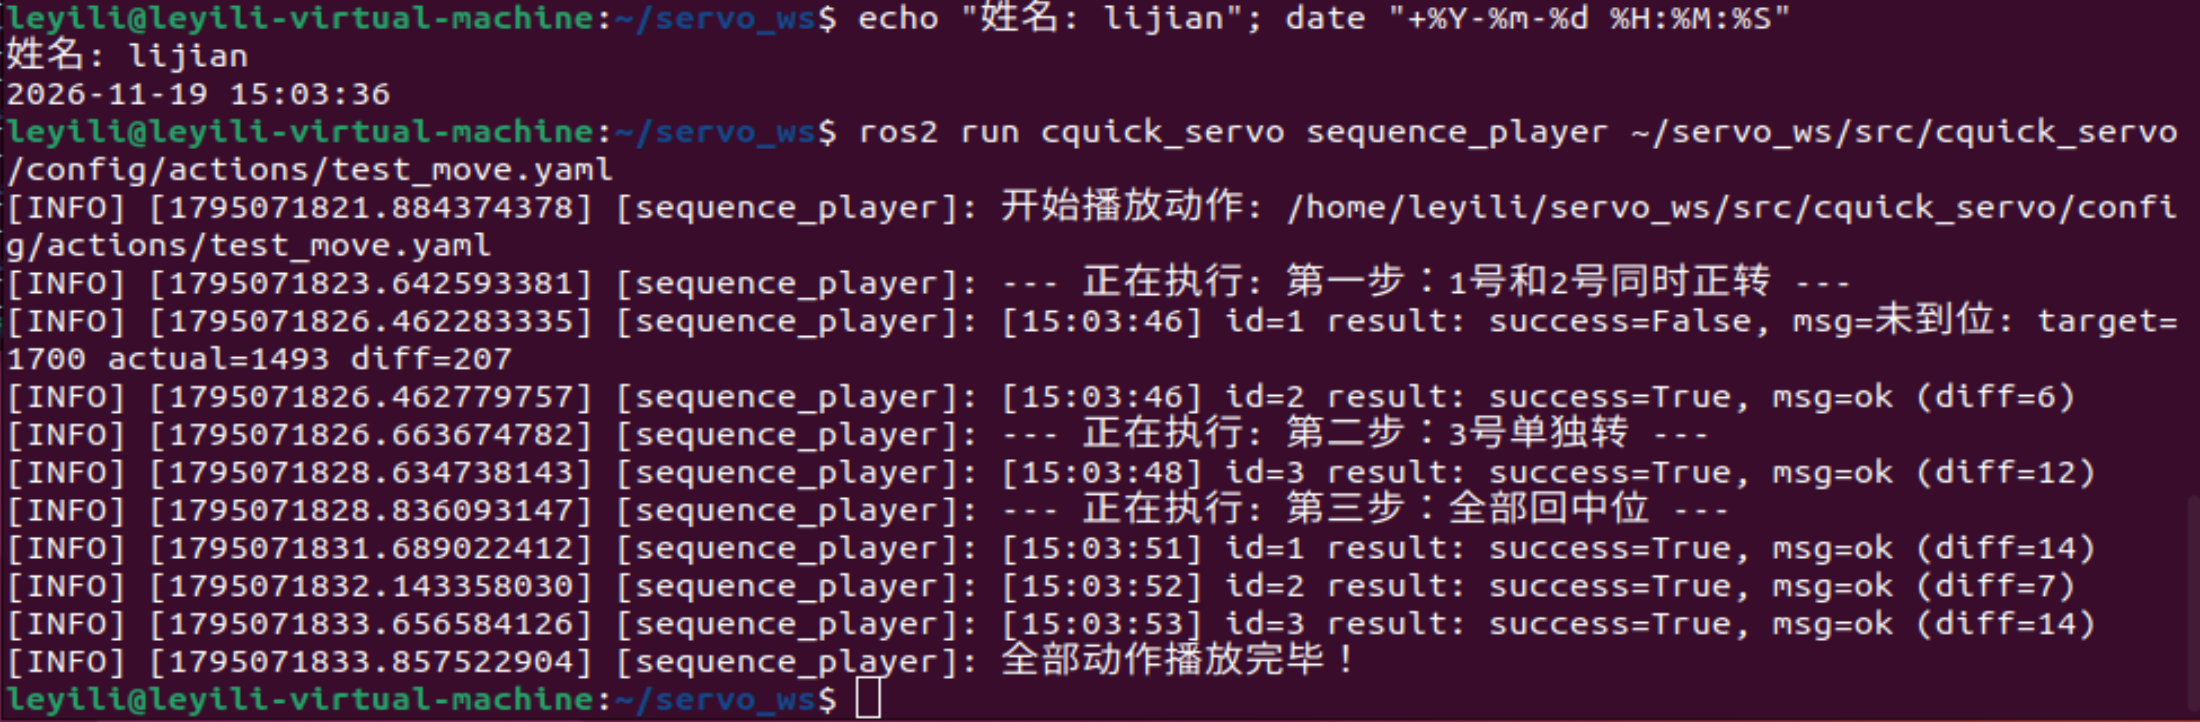 leyili@leyili-virtual-machine:~/servo_ws$ echo "姓名: lijian"; date "+%Y-%m-%d %H:%M:%S"
姓名: lijian
2026-11-19 15:03:36
leyili@leyili-virtual-machine:~/servo_ws$ ros2 run cquick_servo sequence_player ~/servo_ws/src/cquick_servo
/config/actions/test_move.yaml
[INFO] [1795071821.884374378] [sequence_player]: 开始播放动作: /home/leyili/servo_ws/src/cquick_servo/confi
g/actions/test_move.yaml
[INFO] [1795071823.642593381] [sequence_player]: --- 正在执行: 第一步：1号和2号同时正转 ---
[INFO] [1795071826.462283335] [sequence_player]: [15:03:46] id=1 result: success=False, msg=未到位: target=
1700 actual=1493 diff=207
[INFO] [1795071826.462779757] [sequence_player]: [15:03:46] id=2 result: success=True, msg=ok (diff=6)
[INFO] [1795071826.663674782] [sequence_player]: --- 正在执行: 第二步：3号单独转 ---
[INFO] [1795071828.634738143] [sequence_player]: [15:03:48] id=3 result: success=True, msg=ok (diff=12)
[INFO] [1795071828.836093147] [sequence_player]: --- 正在执行: 第三步：全部回中位 ---
[INFO] [1795071831.689022412] [sequence_player]: [15:03:51] id=1 result: success=True, msg=ok (diff=14)
[INFO] [1795071832.143358030] [sequence_player]: [15:03:52] id=2 result: success=True, msg=ok (diff=7)
[INFO] [1795071833.656584126] [sequence_player]: [15:03:53] id=3 result: success=True, msg=ok (diff=14)
[INFO] [1795071833.857522904] [sequence_player]: 全部动作播放完毕！
leyili@leyili-virtual-machine:~/servo_ws$